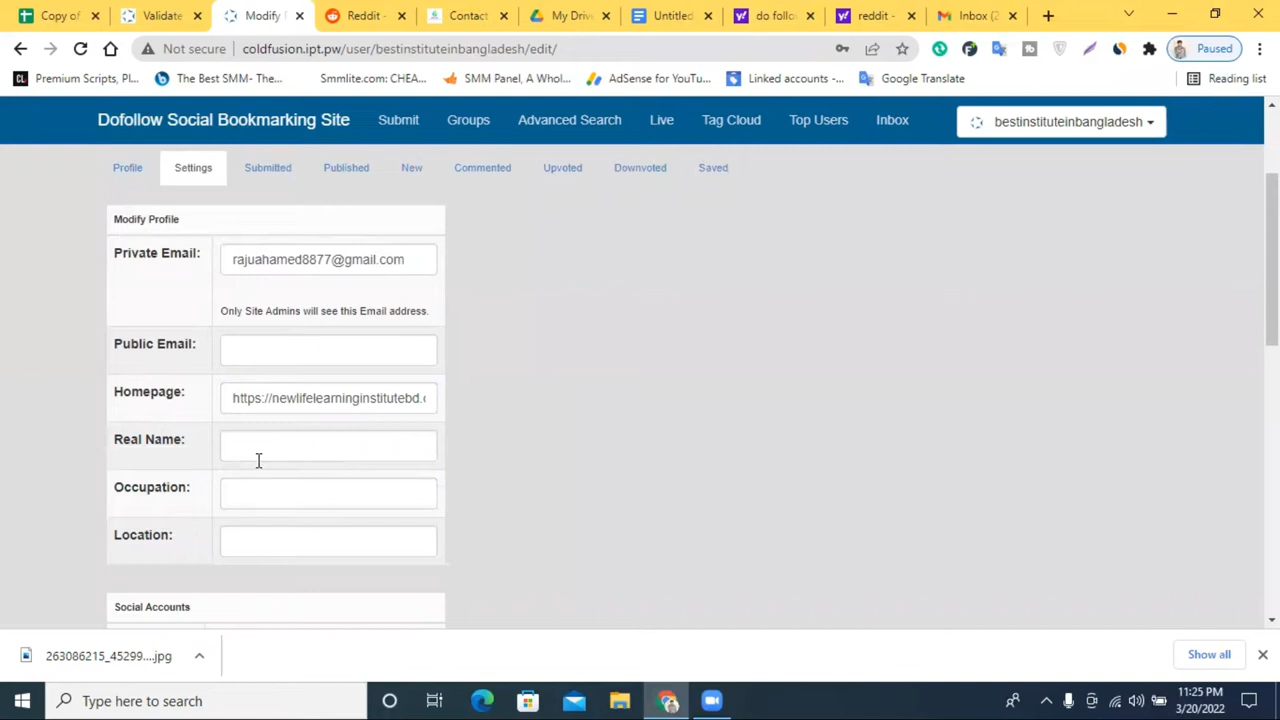 Copy of
Validate
Modify
Reddit -
Contact
My Driv
Untitled
do follo
reddit -
Inbox (2
Not secure
coldfusion.ipt.pw/user/bestinstituteinbangladesh/edit/
Paused
Premium Scripts, Pl...
The Best SMM- The...
Smmlite.com: CHEA...
SMM Panel, A Whol...
AdSense for YouTu...
Linked accounts -...
Google Translate
Reading list
Dofollow Social Bookmarking Site
Submit
Groups
Advanced Search
Live
Tag Cloud
Top Users
Inbox
bestinstituteinbangladesh
Profile
Settings
Submitted
Published
New
Commented
Upvoted
Downvoted
Saved
Modify Profile
Private Email:
rajuahamed8877@gmail.com
Only Site Admins will see this Email address.
Public Email:
Homepage:
https://newlifelearninginstitutebd.c
Real Name:
Occupation:
Location:
Social Accounts
263086215_45299....jpg
Show all
Type here to search
11:25 PM
3/20/2022